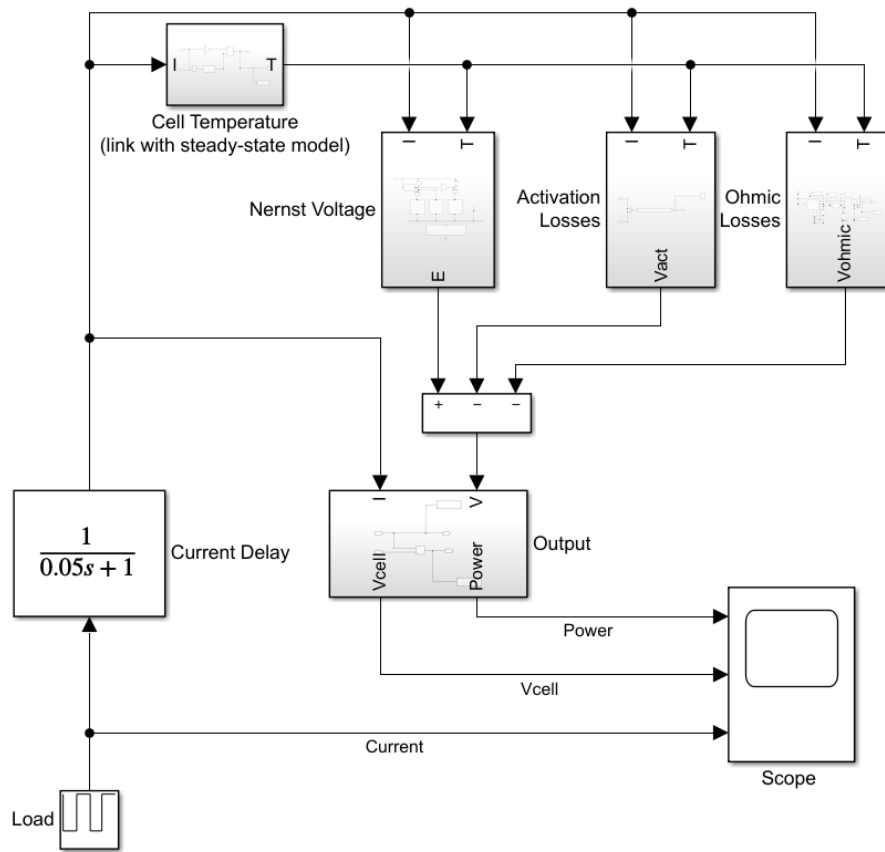 I
T
Cell Temperature
(link with steady-state model)
I
T
I
T
I
T
Nernst Voltage
Activation
Losses
Ohmic
Losses
E
Vact
Vohmic
+
−
−
1
0.05s + 1
Current Delay
I
V
Vcell
Power
Output
Power
Vcell
Current
Scope
Load